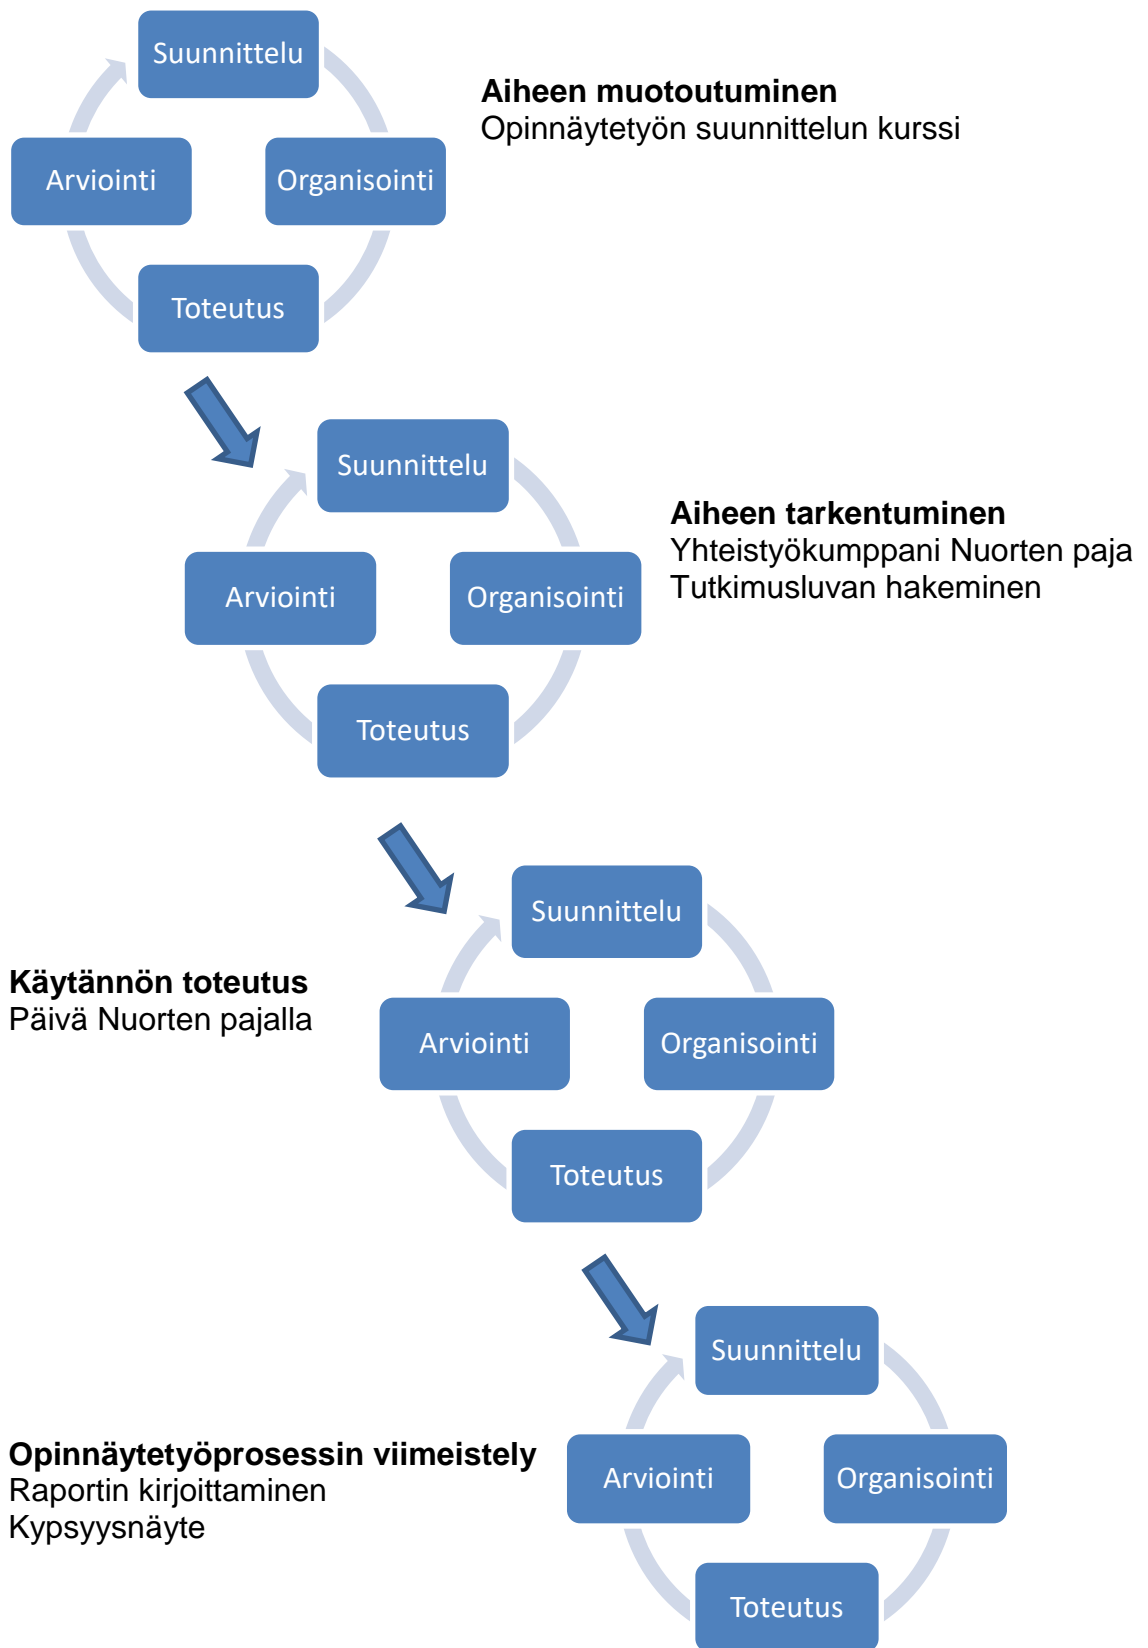 Suunnittelu
Aiheen muotoutuminen
Opinnäytetyön suunnittelun kurssi
Arviointi
Organisointi
Toteutus
Suunnittelu
Aiheen tarkentuminen
Yhteistyökumppani Nuorten paja
Tutkimusluvan hakeminen
Arviointi
Organisointi
Toteutus
Suunnittelu
Käytännön toteutus
Päivä Nuorten pajalla
Arviointi
Organisointi
Toteutus
Suunnittelu
Opinnäytetyöprosessin viimeistely
Raportin kirjoittaminen
Kypsyysnäyte
Arviointi
Organisointi
Toteutus